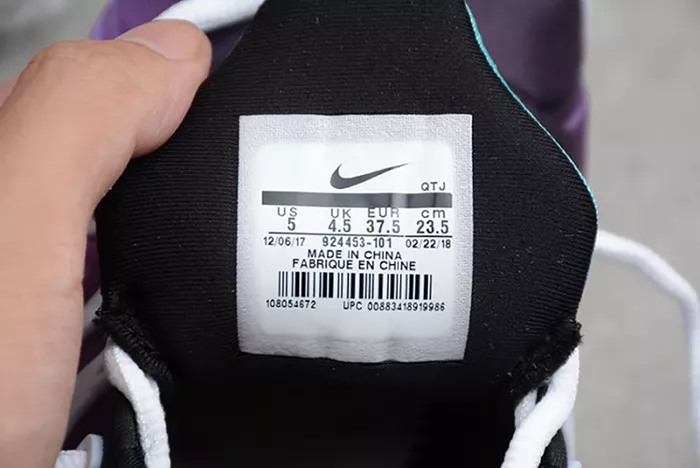 QTJ
US UK EUR cm
5 4.5 37.5 23.5
12/06/17 924453-101 02/22/18
MADE IN CHINA
FABRIQUE EN CHINE
108054672 UPC 00883418919986